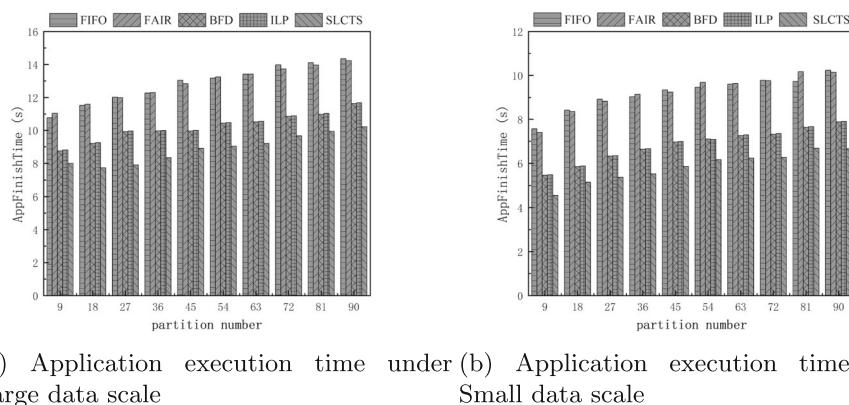 FIFO FAIR BFD ILP SLCTS
16
14
12
10
8
6
4
2
0
AppFinishTime (s)
9 18 27 36 45 54 63 72 81 90
partition number
FIFO FAIR BFD ILP SLCTS
12
10
8
6
4
2
0
AppFinishTime (s)
9 18 27 36 45 54 63 72 81 90
partition number
) Application execution time under
arge data scale
(b) Application execution time
Small data scale